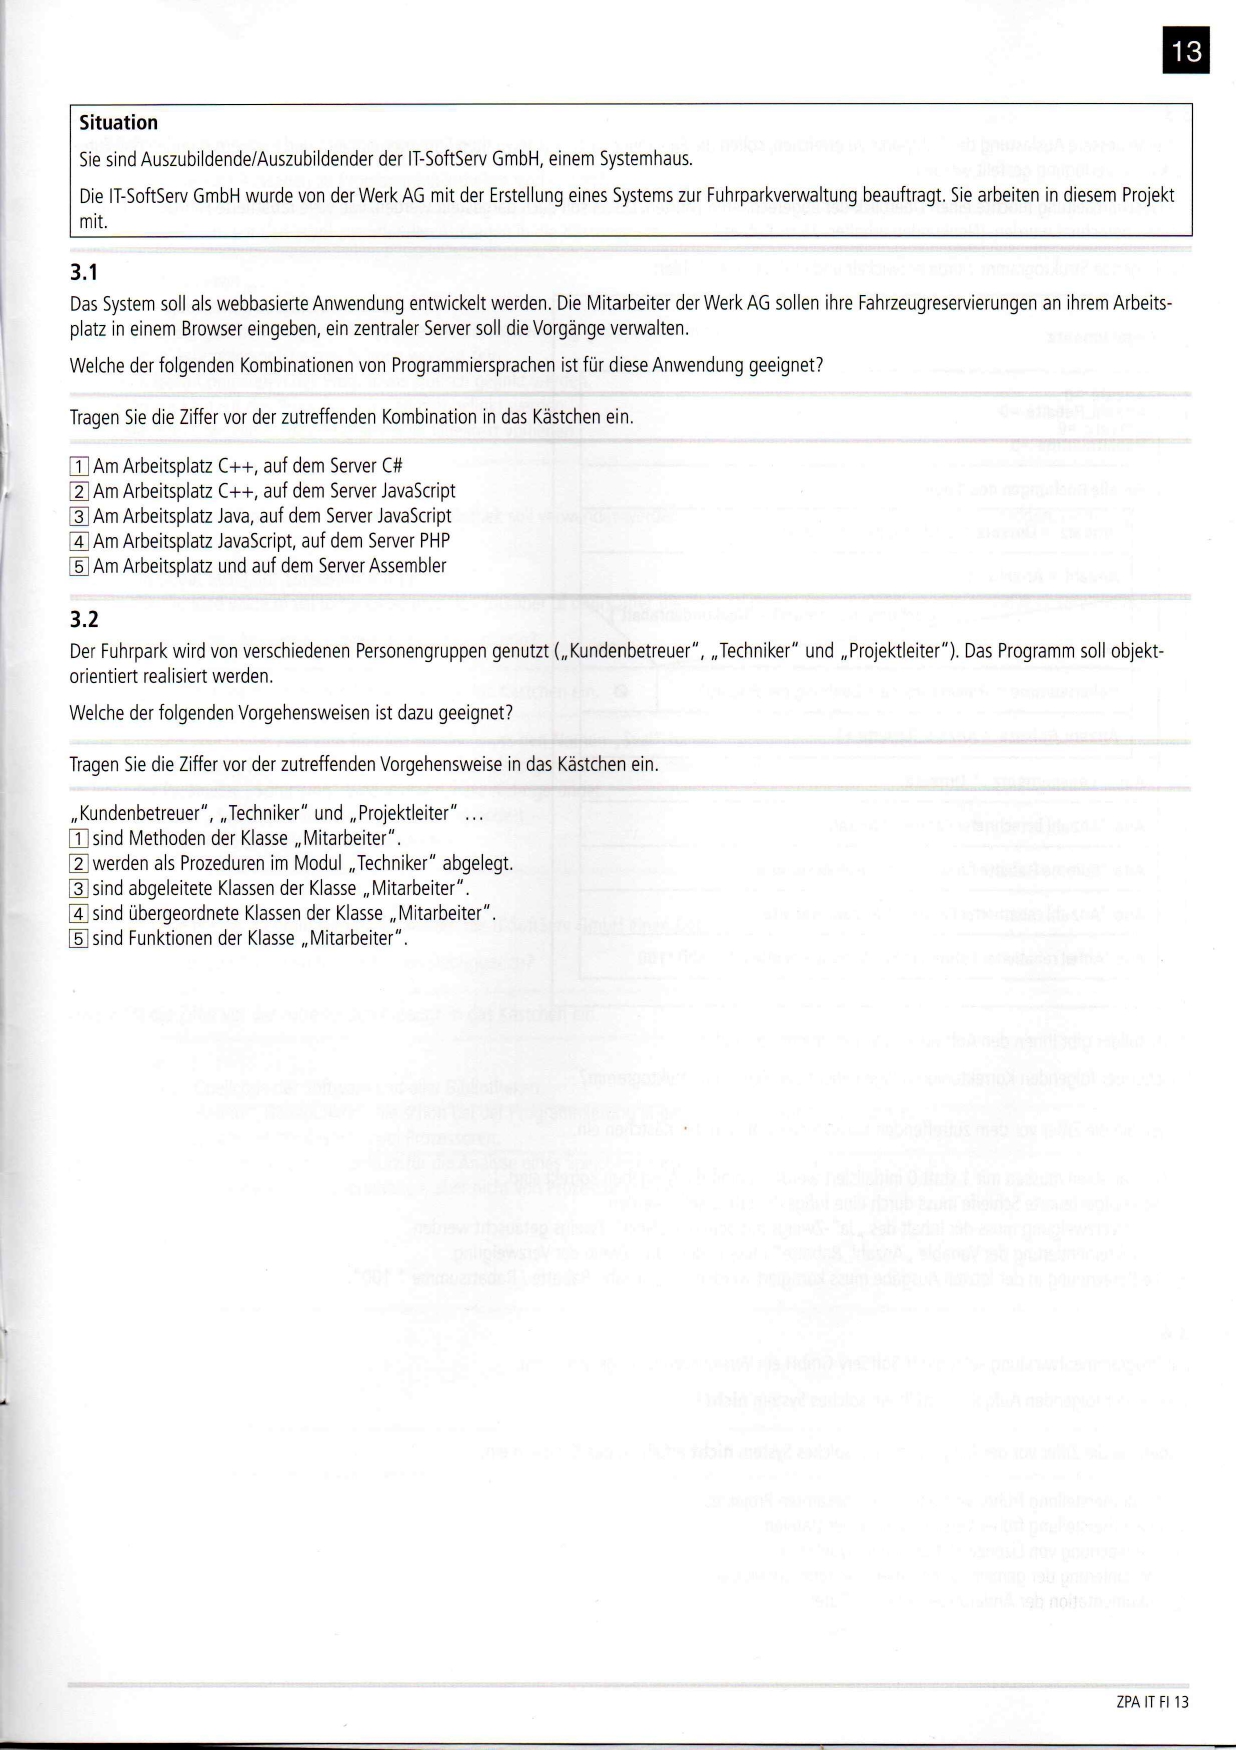 13
Situation
Sie sind Auszubildende/Auszubildender der IT-SoftServ GmbH, einem Systemhaus.
Die IT-SoftServ GmbH wurde von der Werk AG mit der Erstellung eines Systems zur Fuhrparkverwaltung beauftragt. Sie arbeiten in diesem Projekt
mit.
3.1
Das System soll als webbasierte Anwendung entwickelt werden. Die Mitarbeiter der Werk AG sollen ihre Fahrzeugreservierungen an ihrem Arbeits-
platz in einem Browser eingeben, ein zentraler Server soll die Vorgänge verwalten.
Welche der folgenden Kombinationen von Programmiersprachen ist für diese Anwendung geeignet?
Tragen Sie die Ziffer vor der zutreffenden Kombination in das Kästchen ein.
1 Am Arbeitsplatz C++, auf dem Server C#
2 Am Arbeitsplatz C++, auf dem Server JavaScript
3 Am Arbeitsplatz Java, auf dem Server JavaScript
4 Am Arbeitsplatz JavaScript, auf dem Server PHP
5 Am Arbeitsplatz und auf dem Server Assembler
3.2
Der Fuhrpark wird von verschiedenen Personengruppen genutzt („Kundenbetreuer“, „Techniker“ und „Projektleiter“). Das Programm soll objekt-
orientiert realisiert werden.
Welche der folgenden Vorgehensweisen ist dazu geeignet?
Tragen Sie die Ziffer vor der zutreffenden Vorgehensweise in das Kästchen ein.
„Kundenbetreuer“, „Techniker“ und „Projektleiter“ ...
1 sind Methoden der Klasse „Mitarbeiter“.
2 werden als Prozeduren im Modul „Techniker“ abgelegt.
3 sind abgeleitete Klassen der Klasse „Mitarbeiter“.
4 sind übergeordnete Klassen der Klasse „Mitarbeiter“.
5 sind Funktionen der Klasse „Mitarbeiter“.
ZPA IT FI 13